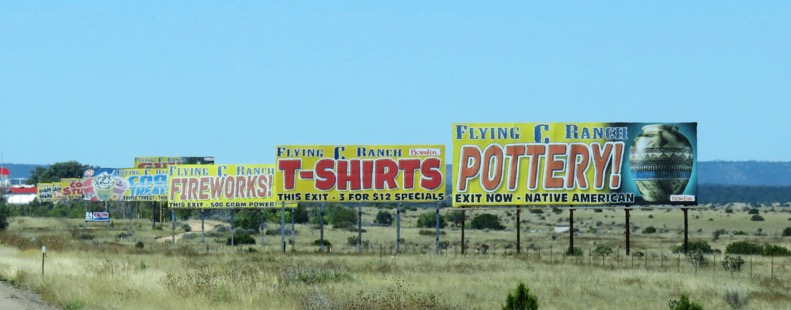 FLYING C RANCH
POTTERY!
EXIT NOW - NATIVE AMERICAN
FLYING C RANCH Bowlin
T-SHIRTS
THIS EXIT - 3 FOR $12 SPECIALS
FLYING C RANCH
FIREWORKS!
THIS EXIT - 500 GRAM POWER